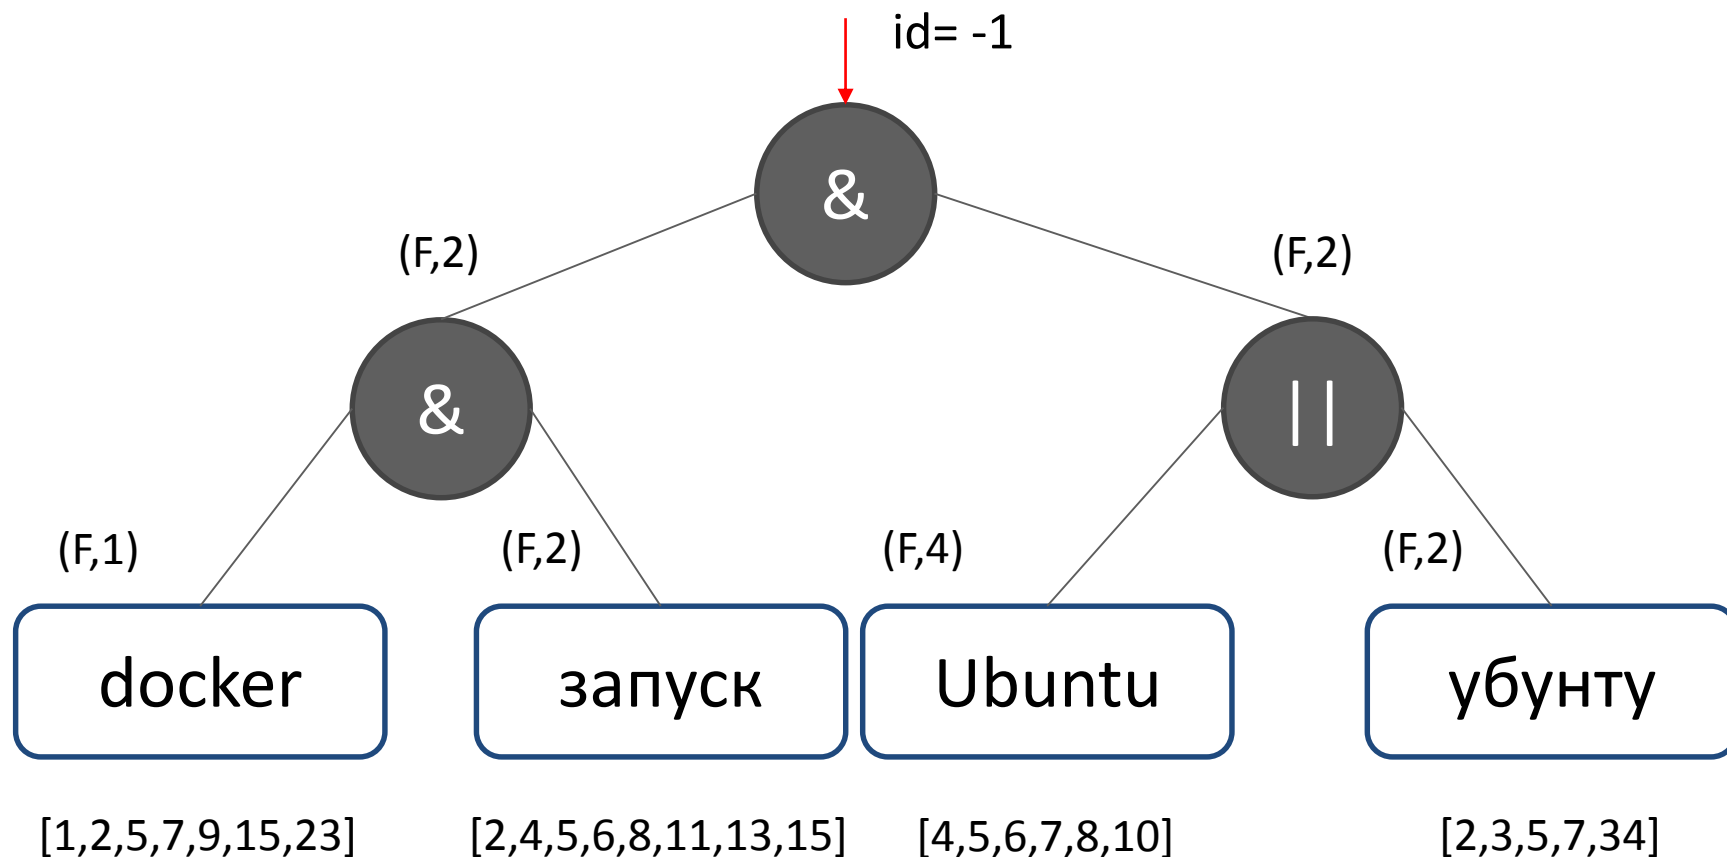 id= -1
&
(F,2)
(F,2)
&
||
(F,1)
(F,2)
(F,4)
(F,2)
docker
запуск
Ubuntu
убунту
[1,2,5,7,9,15,23]
[2,4,5,6,8,11,13,15]
[4,5,6,7,8,10]
[2,3,5,7,34]